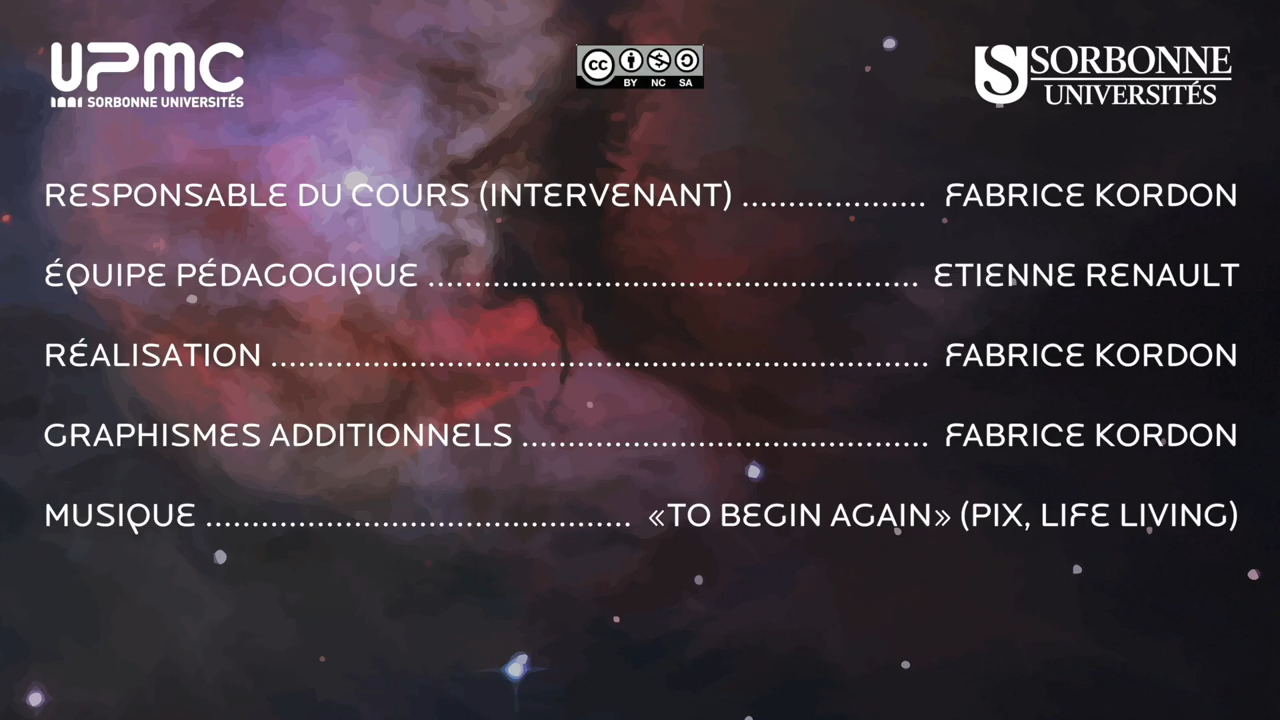 UPMC
SORBONNE UNIVERSITÉS
cc BY NC SA
SORBONNE
UNIVERSITÉS
RESPONSABLE DU COURS (INTERVENANT) .................... FABRICE KORDON
ÉQUIPE PÉDAGOGIQUE ..................................................... ETIENNE RENAULT
RÉALISATION ....................................................................... FABRICE KORDON
GRAPHISMES ADDITIONNELS ............................................ FABRICE KORDON
MUSIQUE .............................................. «TO BEGIN AGAIN» (PIX, LIFE LIVING)